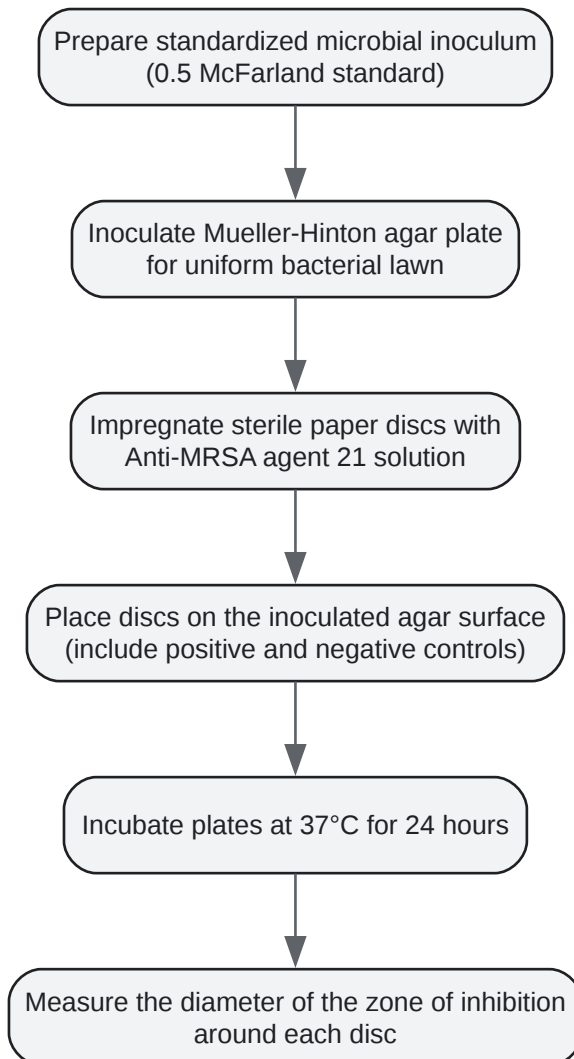 Prepare standardized microbial inoculum
(0.5 McFarland standard)
Inoculate Mueller-Hinton agar plate
for uniform bacterial lawn
Impregnate sterile paper discs with
Anti-MRSA agent 21 solution
Place discs on the inoculated agar surface
(include positive and negative controls)
Incubate plates at 37°C for 24 hours
Measure the diameter of the zone of inhibition
around each disc